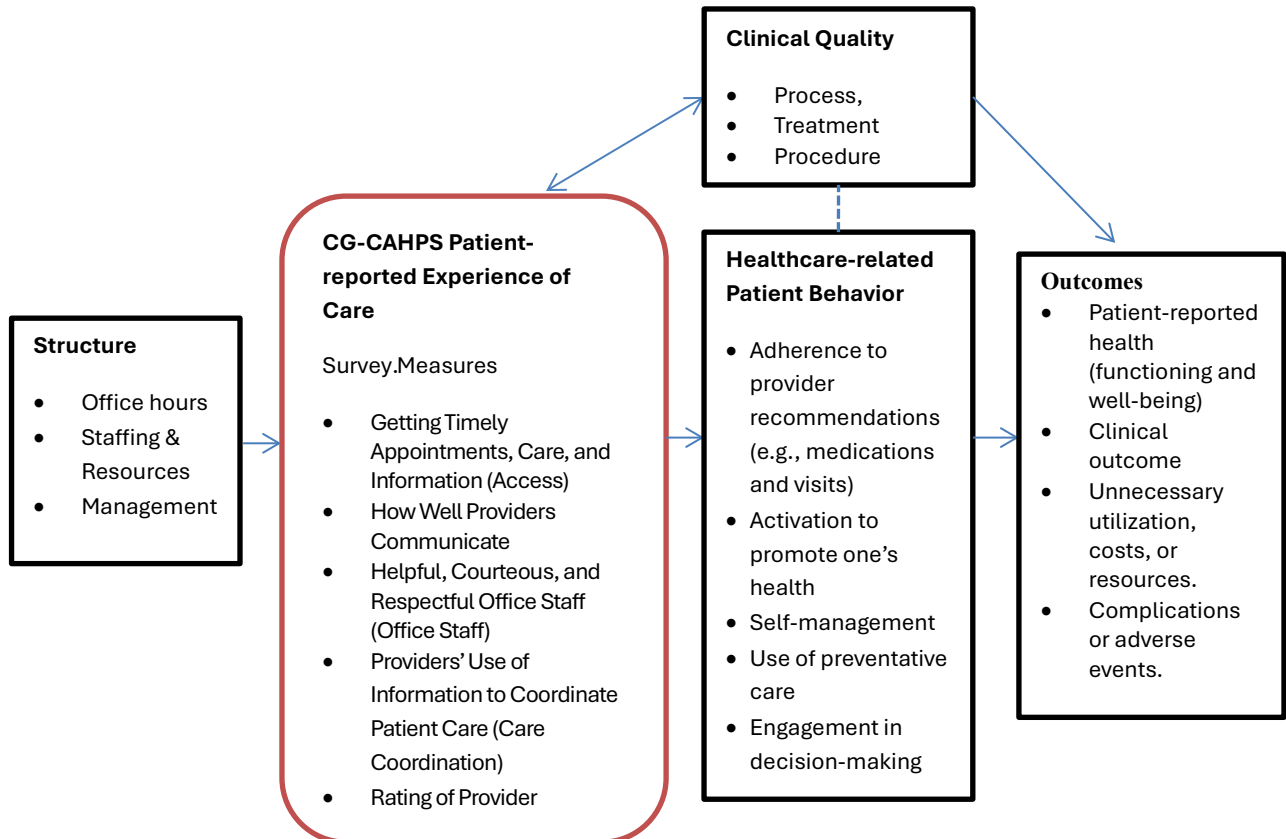 Clinical Quality
• Process,
• Treatment
• Procedure
CG-CAHPS Patient-
reported Experience of
Care
Survey.Measures
• Getting Timely
Appointments, Care, and
Information (Access)
• How Well Providers
Communicate
• Helpful, Courteous, and
Respectful Office Staff
(Office Staff)
• Providers’ Use of
Information to Coordinate
Patient Care (Care
Coordination)
• Rating of Provider
Healthcare-related
Patient Behavior
• Adherence to
provider
recommendations
(e.g., medications
and visits)
• Activation to
promote one’s
health
• Self-management
• Use of preventative
care
• Engagement in
decision-making
Outcomes
• Patient-reported
health
(functioning and
well-being)
• Clinical
outcome
• Unnecessary
utilization,
costs, or
resources.
• Complications
or adverse
events.
Structure
• Office hours
• Staffing &
Resources
• Management